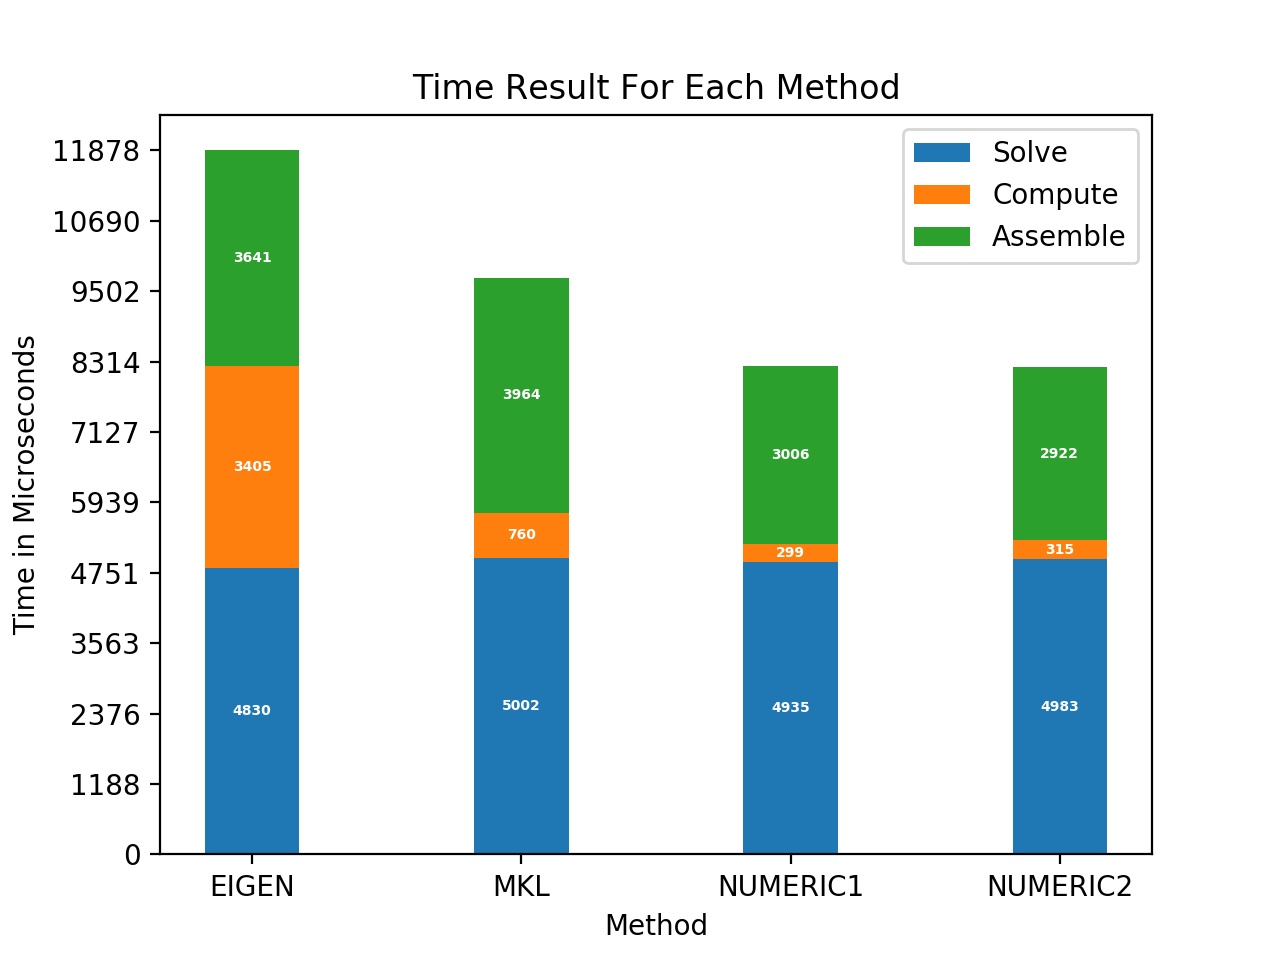 Time Result For Each Method
Solve
Compute
Assemble
11878
10690
9502
8314
7127
5939
4751
3563
2376
1188
0
Time in Microseconds
3641
3405
4830
3964
760
5002
3006
299
4935
2922
315
4983
EIGEN
MKL
NUMERIC1
NUMERIC2
Method